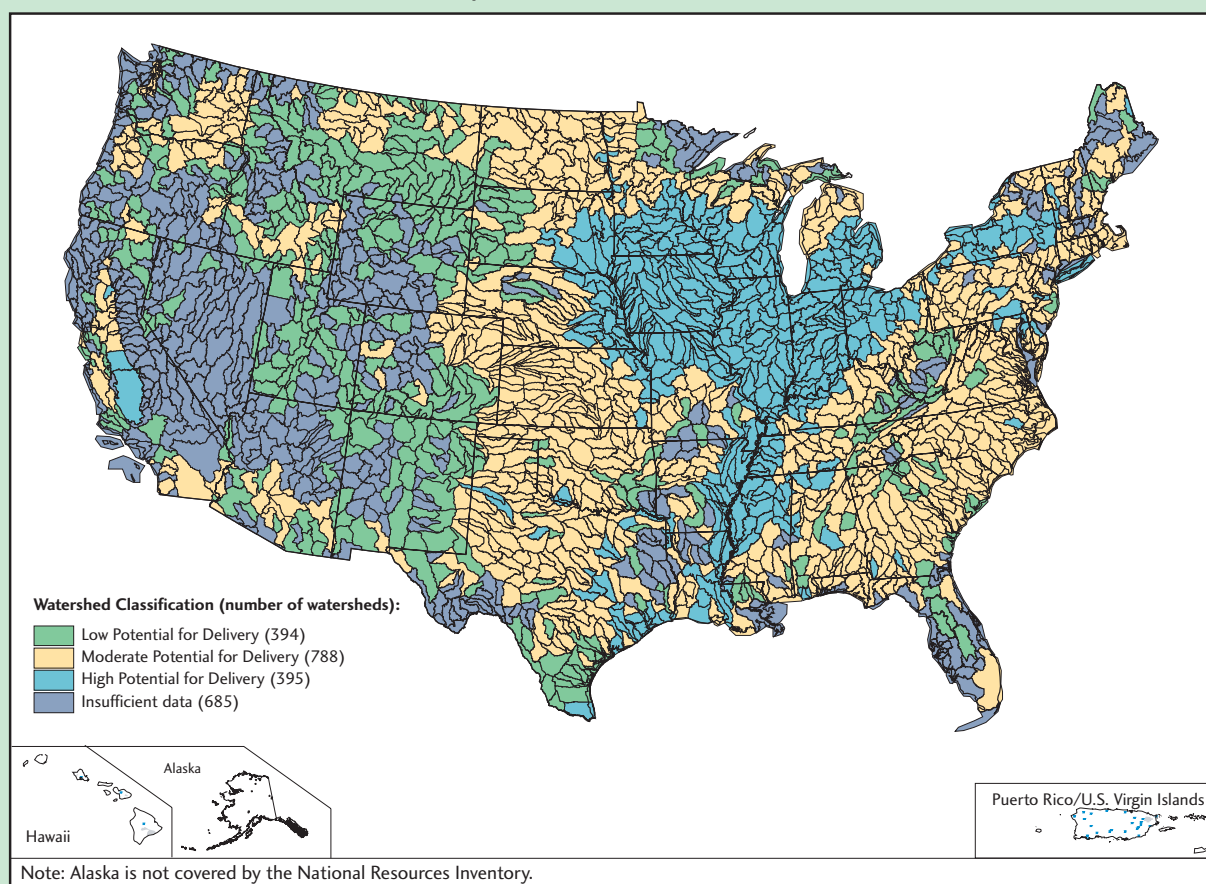 Watershed Classification (number of watersheds):
Low Potential for Delivery (394)
Moderate Potential for Delivery (788)
High Potential for Delivery (395)
Insufficient data (685)
Hawaii
Alaska
Puerto Rico/U.S. Virgin Islands
Note: Alaska is not covered by the National Resources Inventory.